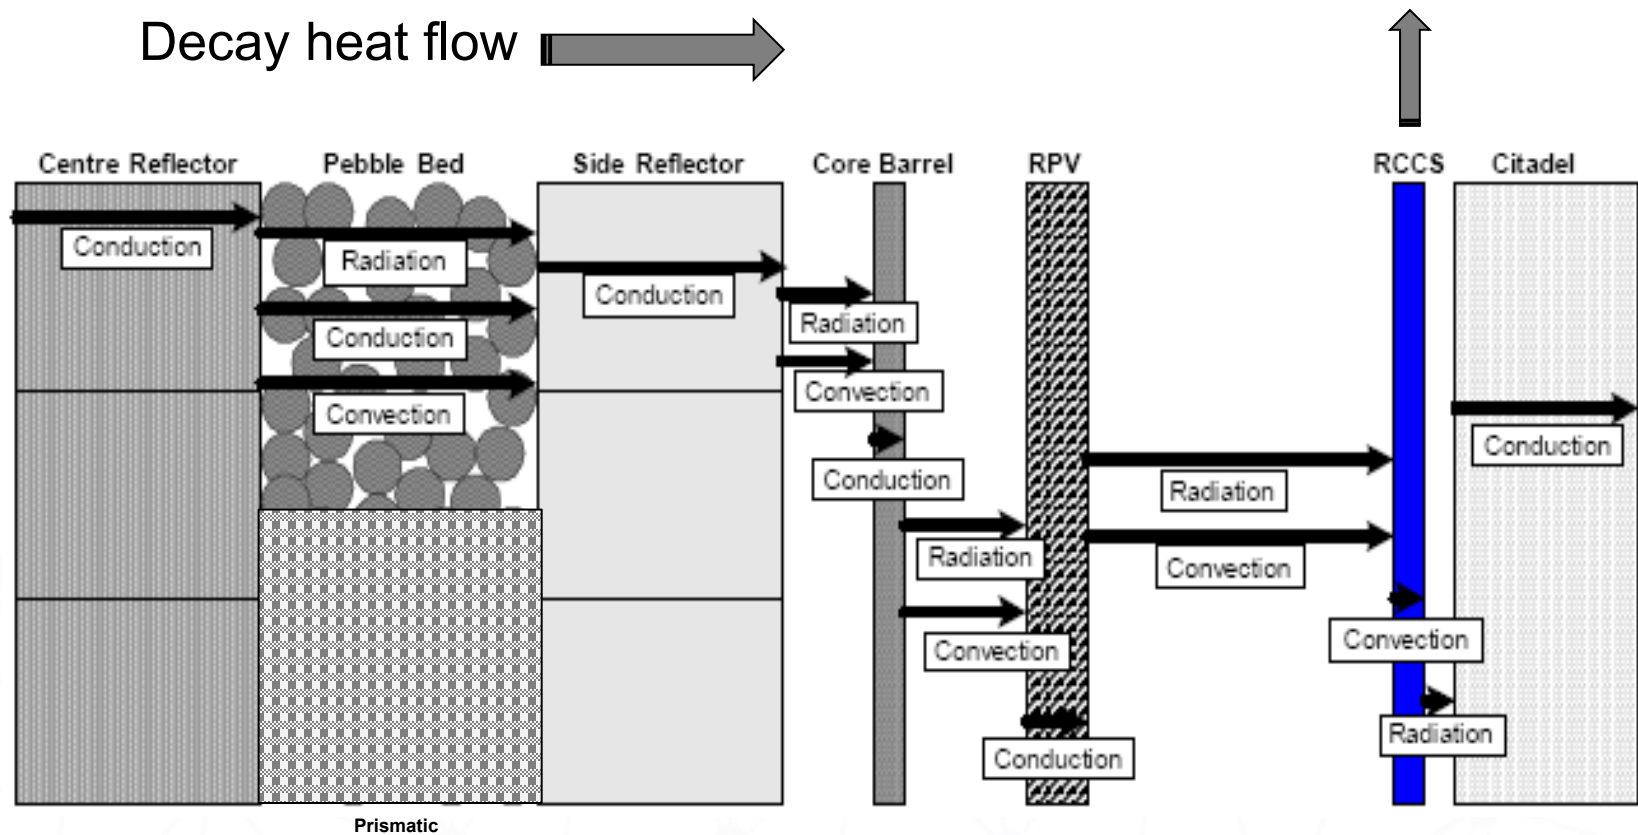 Decay heat flow
Centre Reflector
Pebble Bed
Side Reflector
Core Barrel
RPV
RCCS
Citadel
Conduction
Radiation
Conduction
Convection
Conduction
Radiation
Convection
Conduction
Radiation
Convection
Conduction
Radiation
Convection
Convection
Radiation
Conduction
Prismatic